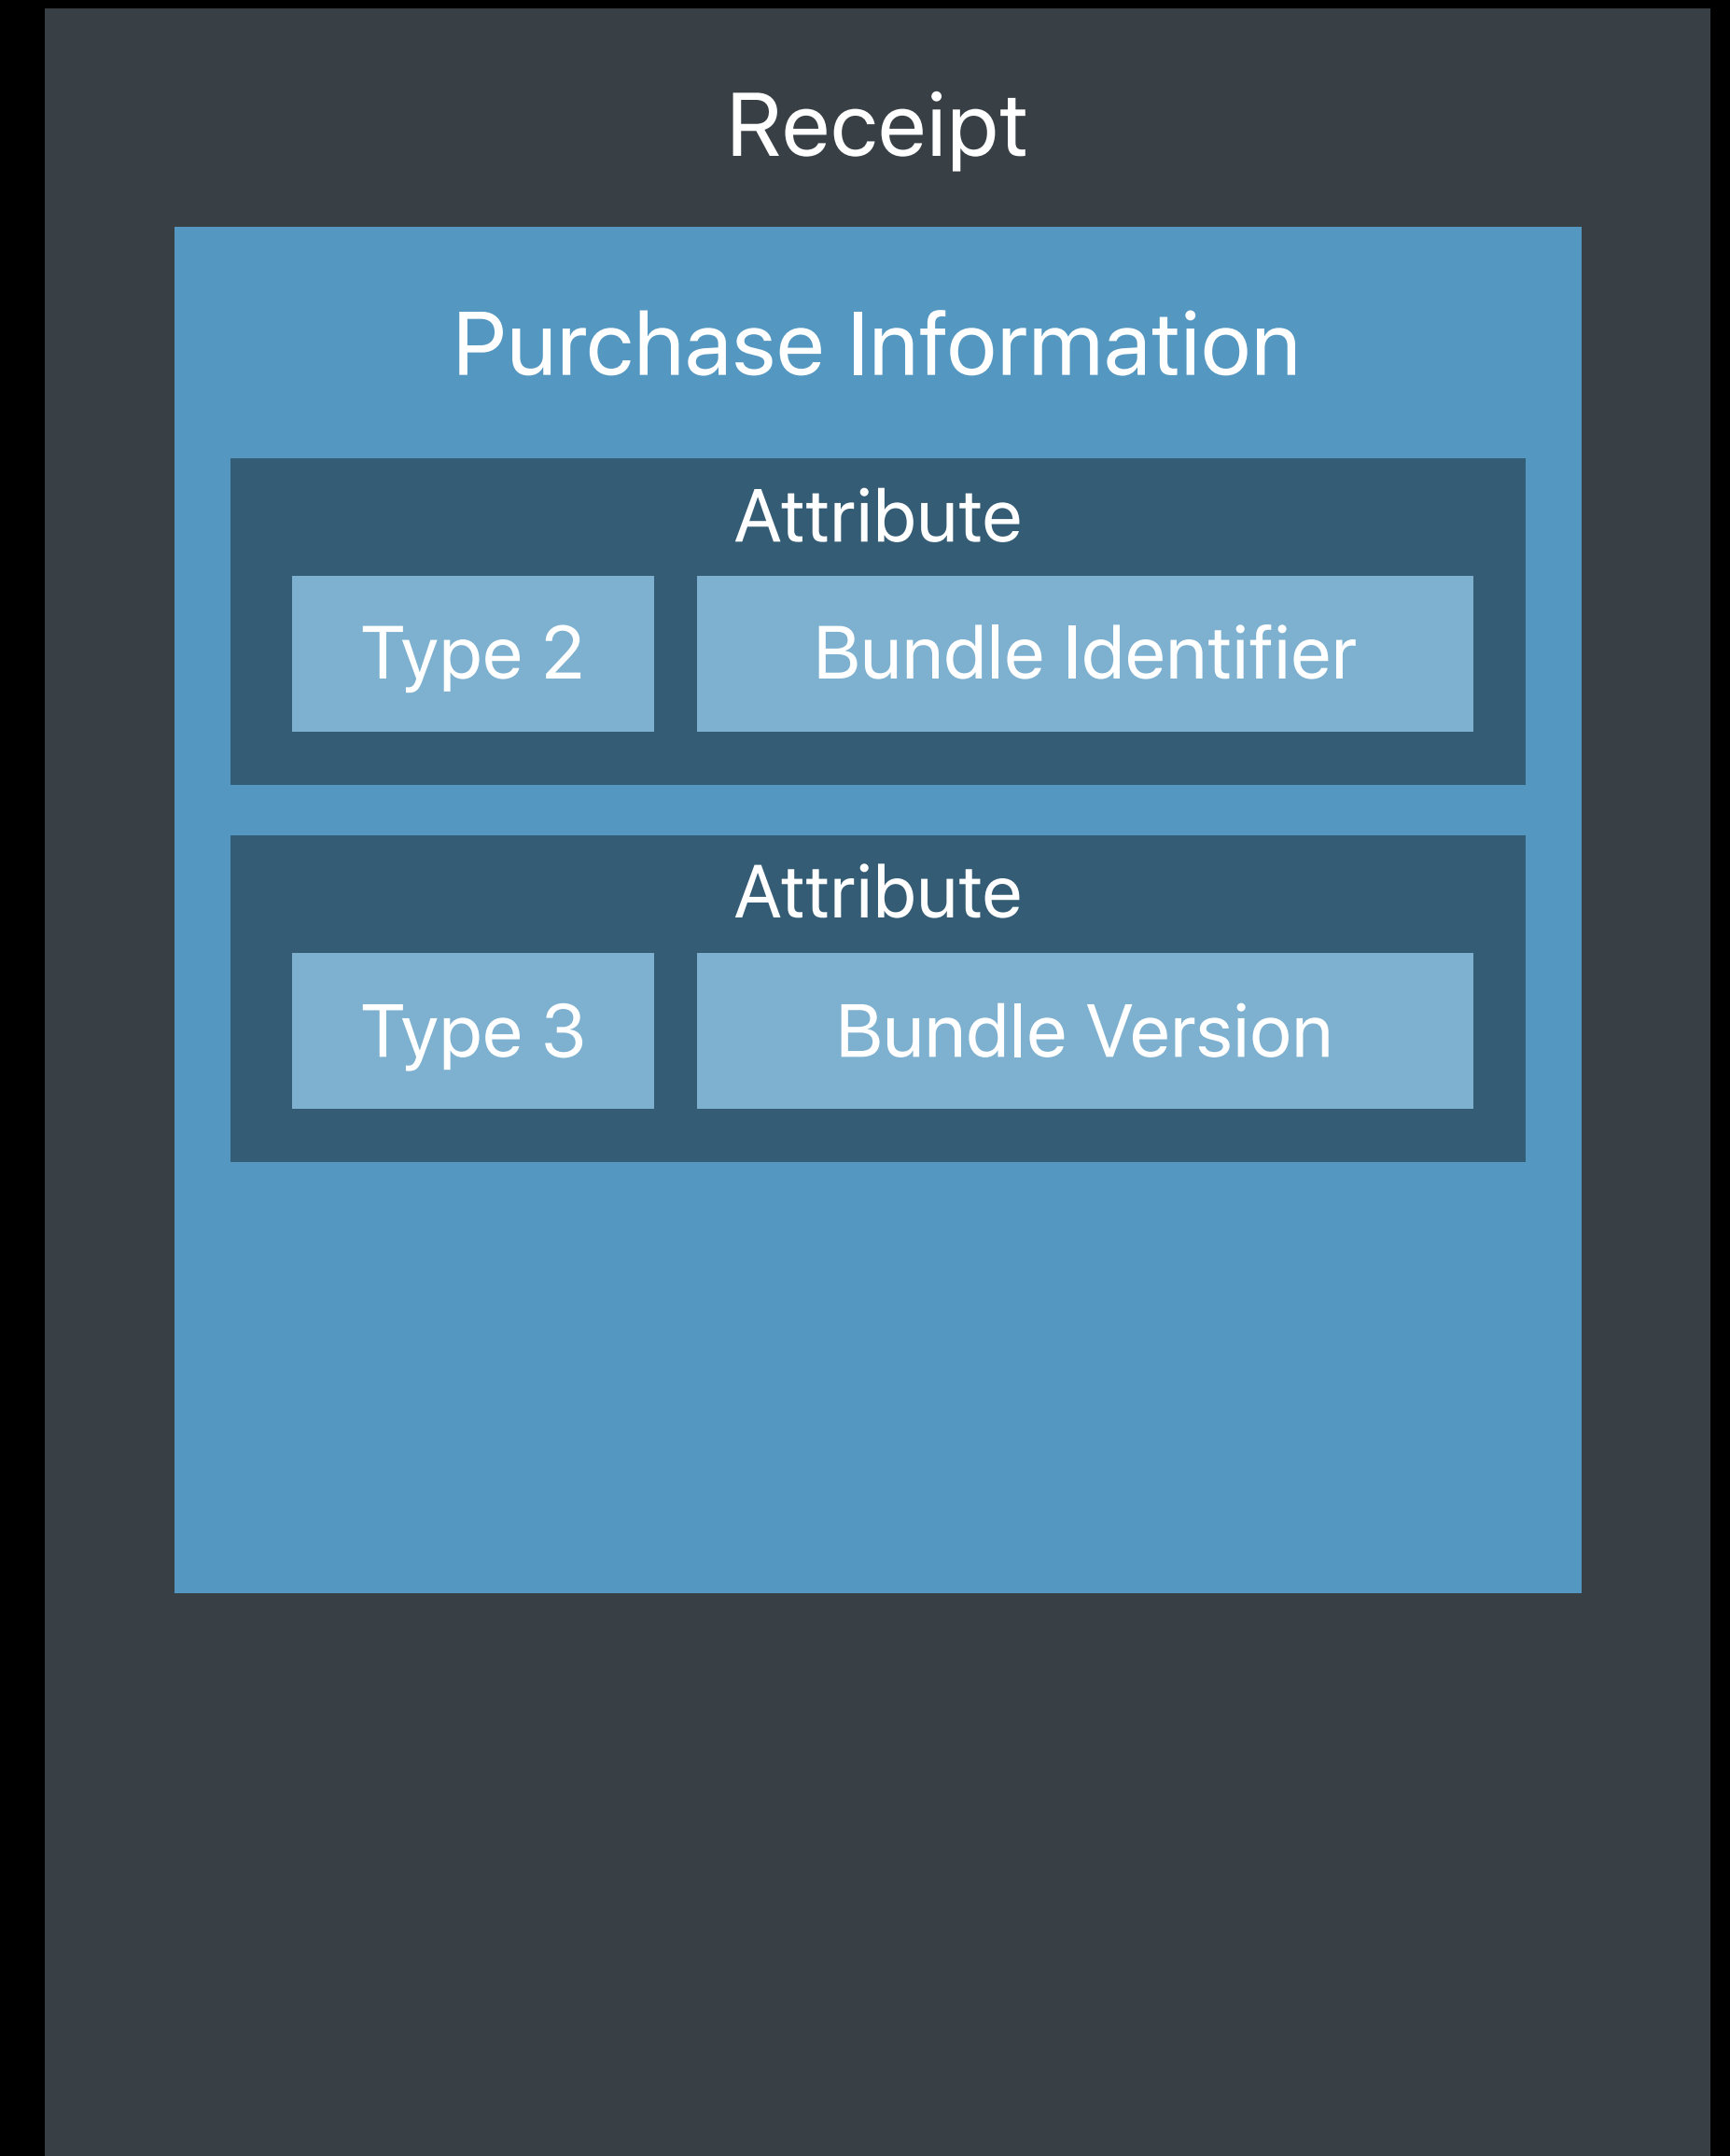 Receipt
Purchase Information
Attribute
Type 2 Bundle Identifier
Attribute
Type 3 Bundle Version